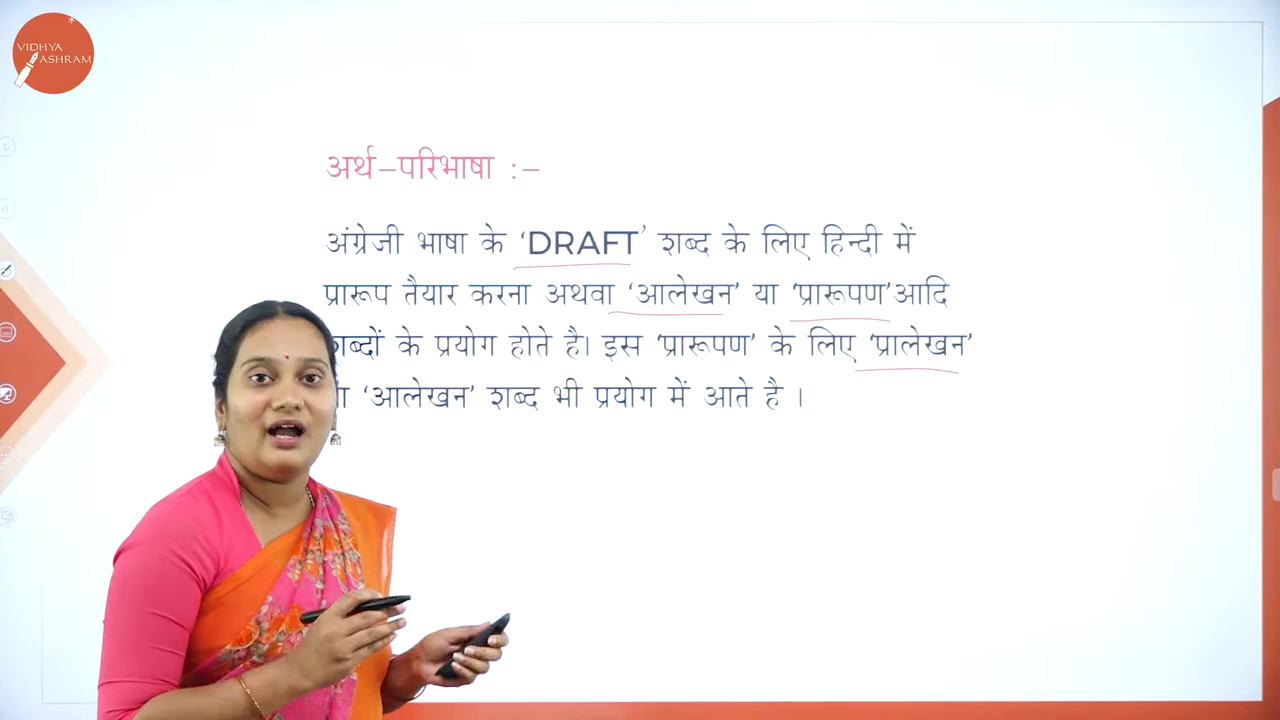 VIDHYA
ASHRAM
अर्थ–परिभाषा :–
अंग्रेजी भाषा के ‘DRAFT’ शब्द के लिए हिन्दी में
प्रारूप तैयार करना अथवा ‘आलेखन’ या ‘प्रारूपण’आदि
के प्रयोग होते है। इस ‘प्रारूपण’ के लिए ‘प्रालेखन’
‘आलेखन’ शब्द भी प्रयोग में आते है ।